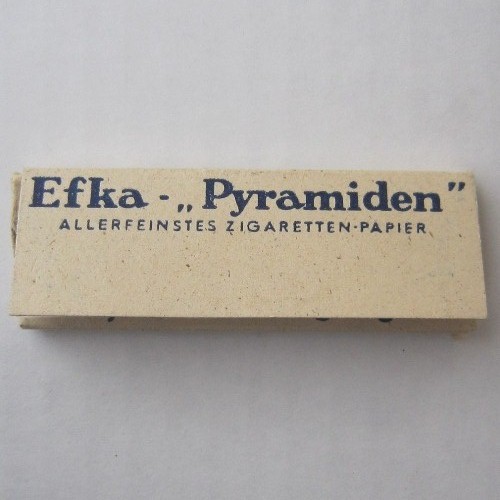 Efka - „Pyramiden”
ALLERFEINSTES ZIGARETTEN-PAPIER